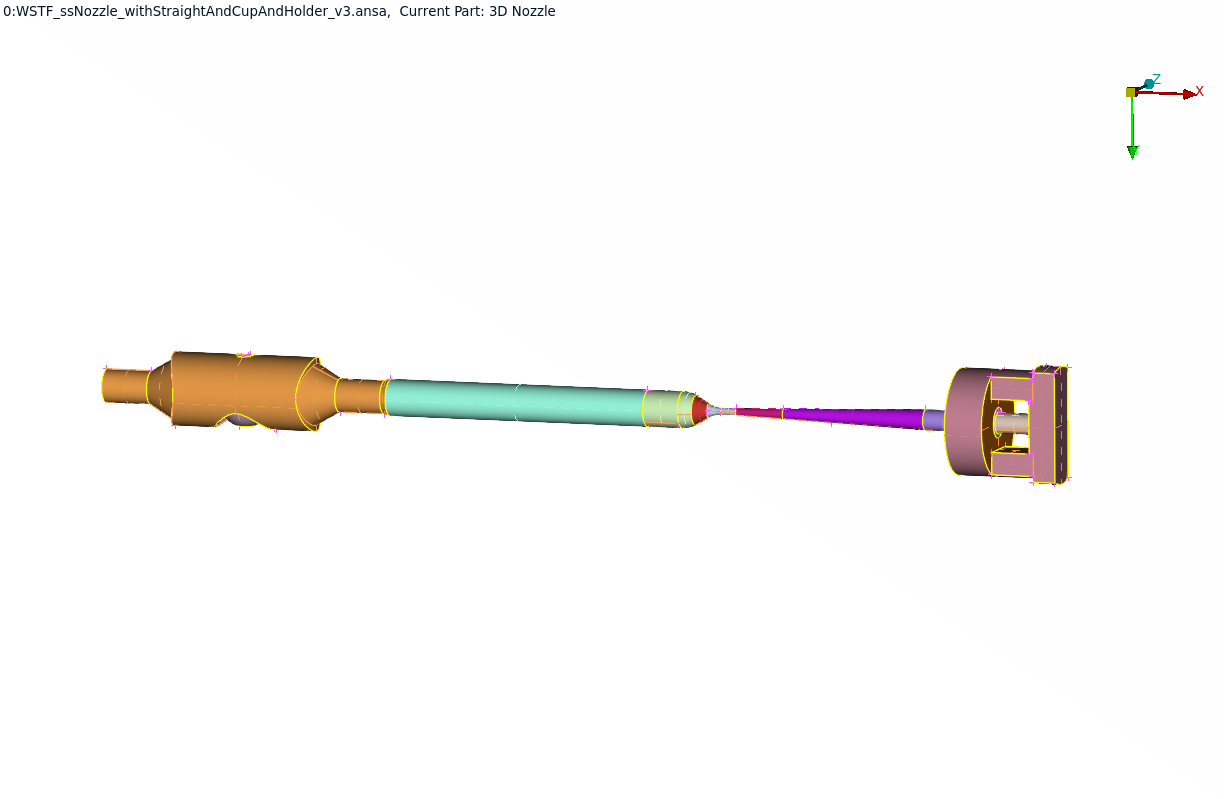 0:WSTF_ssNozzle_withStraightAndCupAndHolder_v3.ansa,  Current Part: 3D Nozzle
Z
X